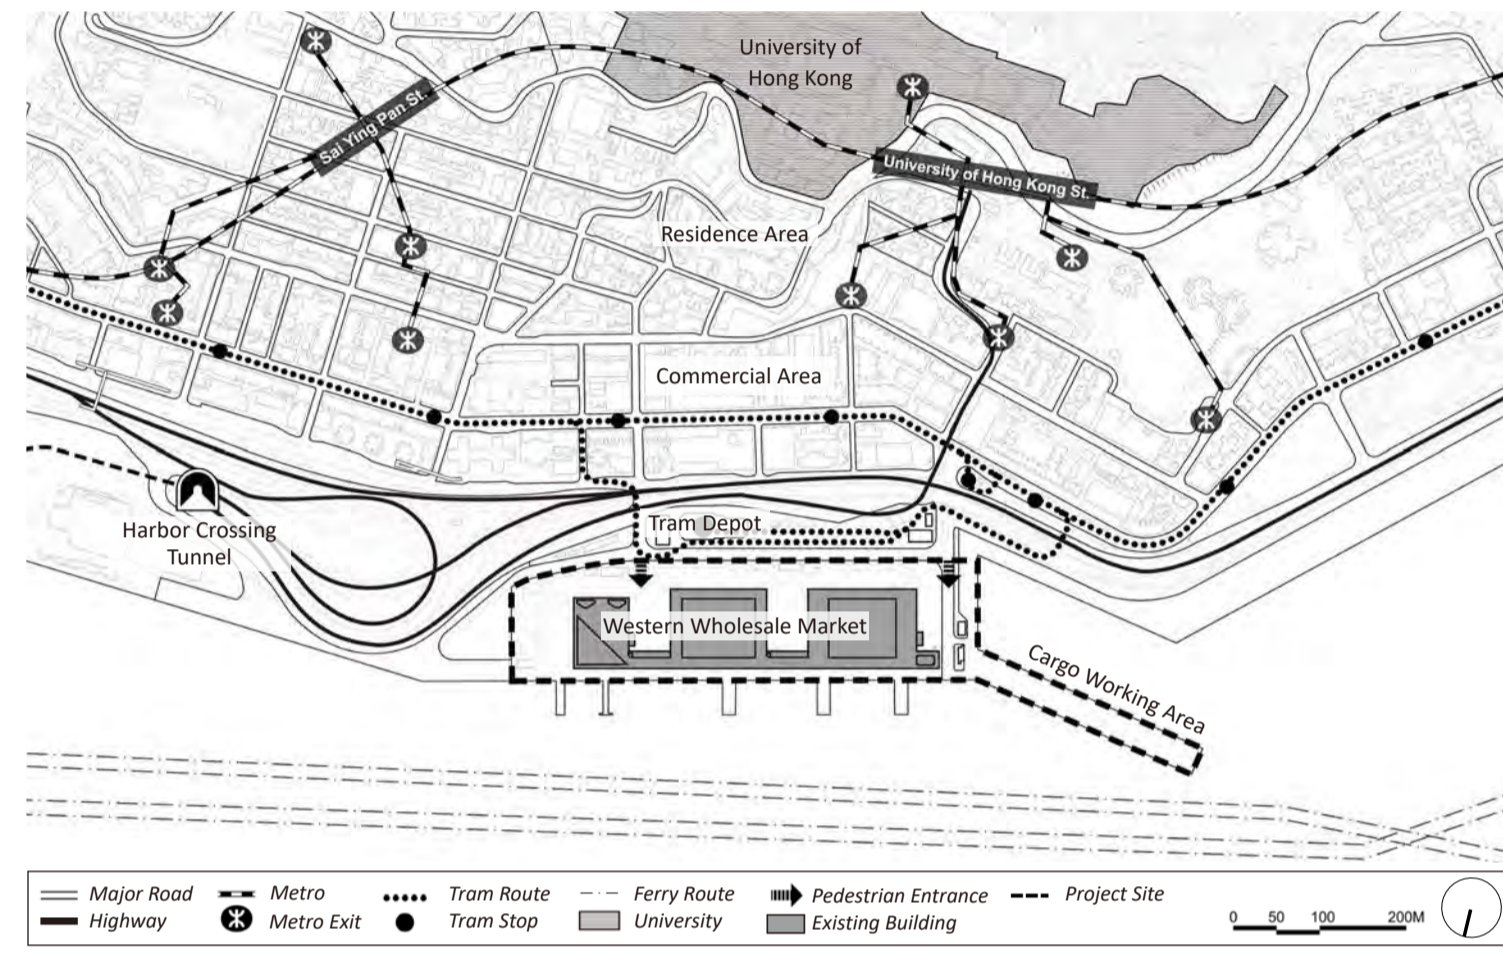 University of
Hong Kong
Sai Ying Pan St.
University of Hong Kong St.
Residence Area
Commercial Area
Harbor Crossing
Tunnel
Tram Depot
Western Wholesale Market
Cargo Working Area
Major Road
Metro
Tram Route
Ferry Route
Pedestrian Entrance
Project Site
Highway
Metro Exit
Tram Stop
University
Existing Building
0 50 100 200M